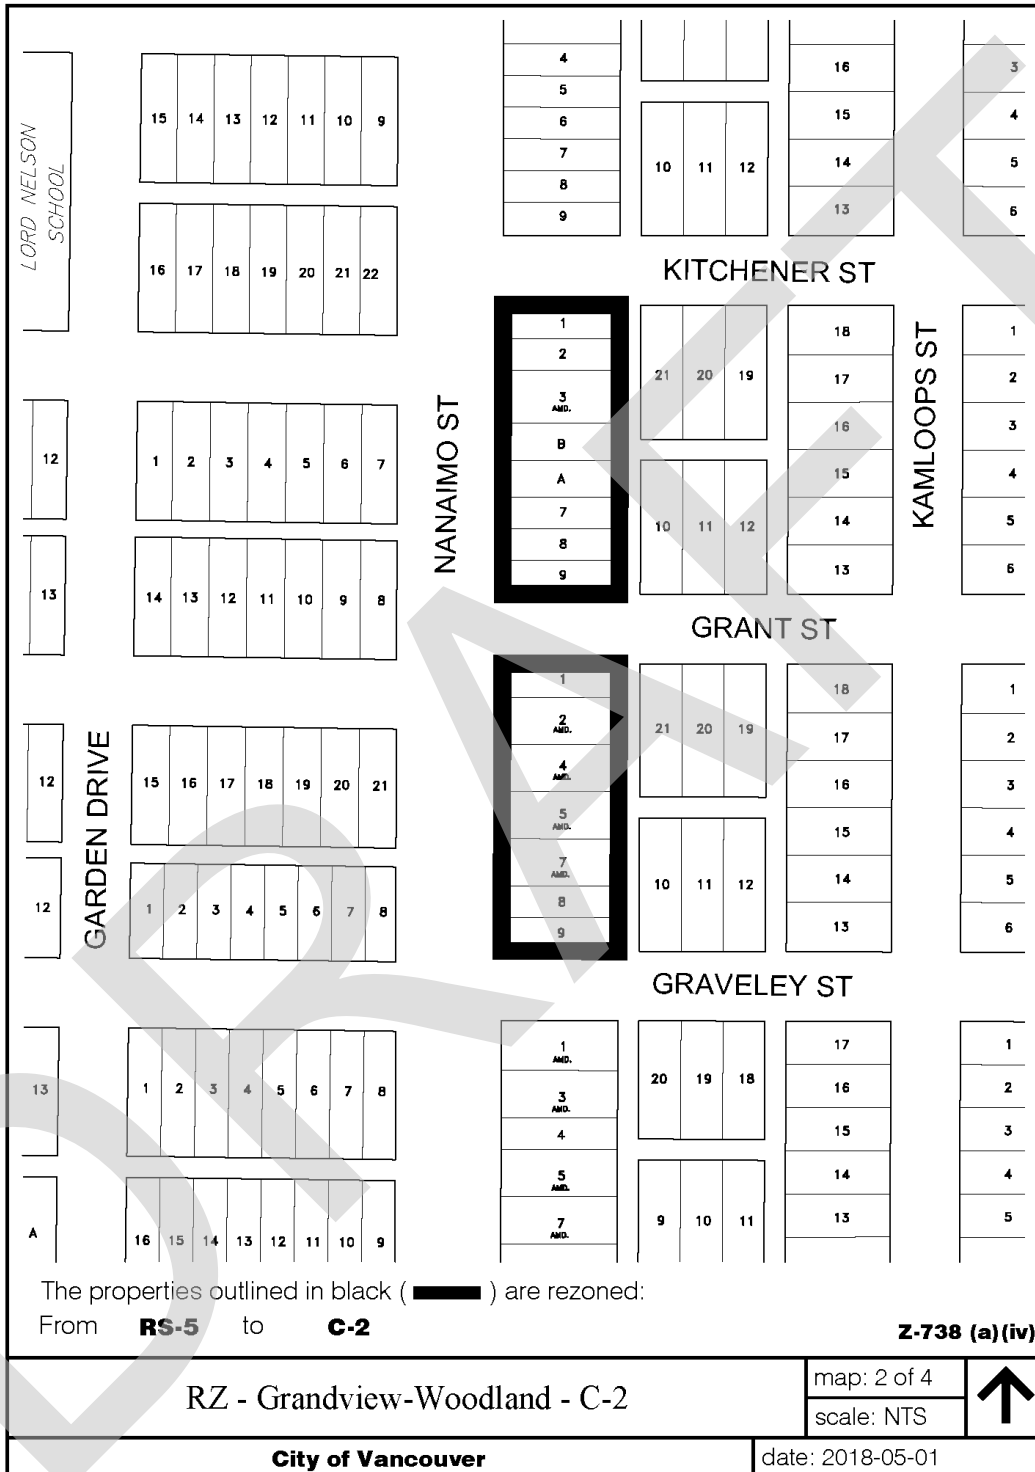 4
5
6
7
8
9
10 11 12
16
15
14
13
3
4
5
6
LORD NELSON
SCHOOL
15 14 13 12 11 10 9
16 17 18 19 20 21 22
KITCHENER ST
1
2
3
AMD.
B
A
7
8
9
21 20 19
10 11 12
18
17
16
15
14
13
KAMLOOPS ST
1
2
3
4
5
6
NANAIMO ST
12
1 2 3 4 5 6 7
13
14 13 12 11 10 9 8
GRANT ST
1
2
AMD.
4
AMD.
5
AMD.
7
AMD.
8
9
21 20 19
10 11 12
18
17
16
15
14
13
1
2
3
4
5
6
GARDEN DRIVE
12
15 16 17 18 19 20 21
12
1 2 3 4 5 6 7 8
GRAVELEY ST
13
1 2 3 4 5 6 7 8
A
16 15 14 13 12 11 10 9
1
AMD.
3
AMD.
4
5
AMD.
7
AMD.
20 19 18
9 10 11
17
16
15
14
13
1
2
3
4
5
DRAFT
The properties outlined in black ( ) are rezoned:
From RS-5 to C-2
Z-738 (a)(iv)
RZ - Grandview-Woodland - C-2
map: 2 of 4
scale: NTS
City of Vancouver
date: 2018-05-01